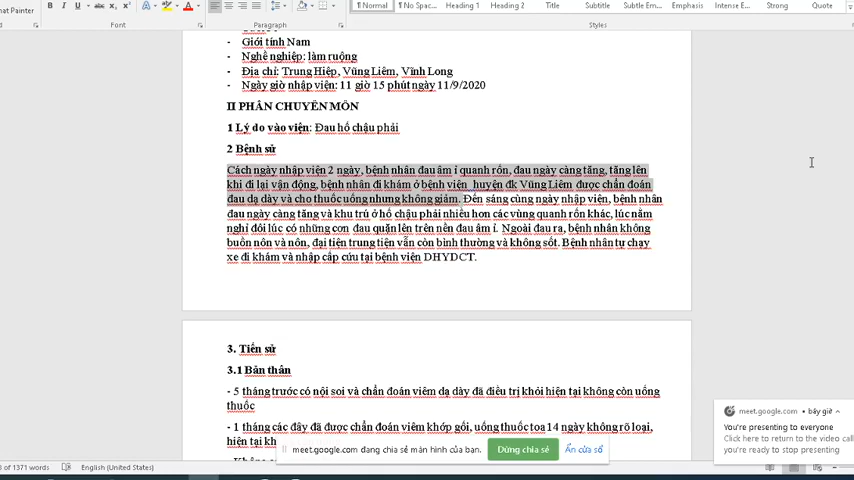 mat Painter
B I U abc x₂ x² A
Font
Paragraph
¶ Normal ¶ No Spac... Heading 1 Heading 2 Title Subtitle Subtle Em... Emphasis Intense E... Strong Quote
Styles
- Giới tính Nam
- Nghề nghiệp: làm ruộng
- Địa chỉ: Trung Hiệp, Vũng Liêm, Vĩnh Long
- Ngày giờ nhập viện: 11 giờ 15 phút ngày 11/9/2020
II PHẦN CHUYÊN MÔN
1 Lý do vào viện: Đau hố chậu phải
2 Bệnh sử
Cách ngày nhập viện 2 ngày, bệnh nhân đau âm ỉ quanh rốn, đau ngày càng tăng, tăng lên
khi đi lại vận động, bệnh nhân đi khám ở bệnh viện huyện đk Vũng Liêm được chẩn đoán
đau dạ dày và cho thuốc uống nhưng không giảm. Đến sáng cùng ngày nhập viện, bệnh nhân
đau ngày càng tăng và khu trú ở hố chậu phải nhiều hơn các vùng quanh rốn khác, lúc nằm
nghỉ đôi lúc có những cơn đau quặn lên trên nền đau âm ỉ. Ngoài đau ra, bệnh nhân không
buồn nôn và nôn, đại tiện trung tiện vẫn còn bình thường và không sốt. Bệnh nhân tự chạy
xe đi khám và nhập cấp cứu tại bệnh viện DHYDCT.
3. Tiền sử
3.1 Bản thân
- 5 tháng trước có nội soi và chẩn đoán viêm dạ dày đã điều trị khỏi hiện tại không còn uống
thuốc
- 1 tháng các đây đã được chẩn đoán viêm khớp gối, uống thuốc toa 14 ngày không rõ loại,
hiện tại kh
meet.google.com đang chia sẻ màn hình của bạn.
Dừng chia sẻ
Ẩn cửa sổ
meet.google.com • bây giờ
You're presenting to everyone
Click here to return to the video call
you're ready to stop presenting
of 1371 words
English (United States)